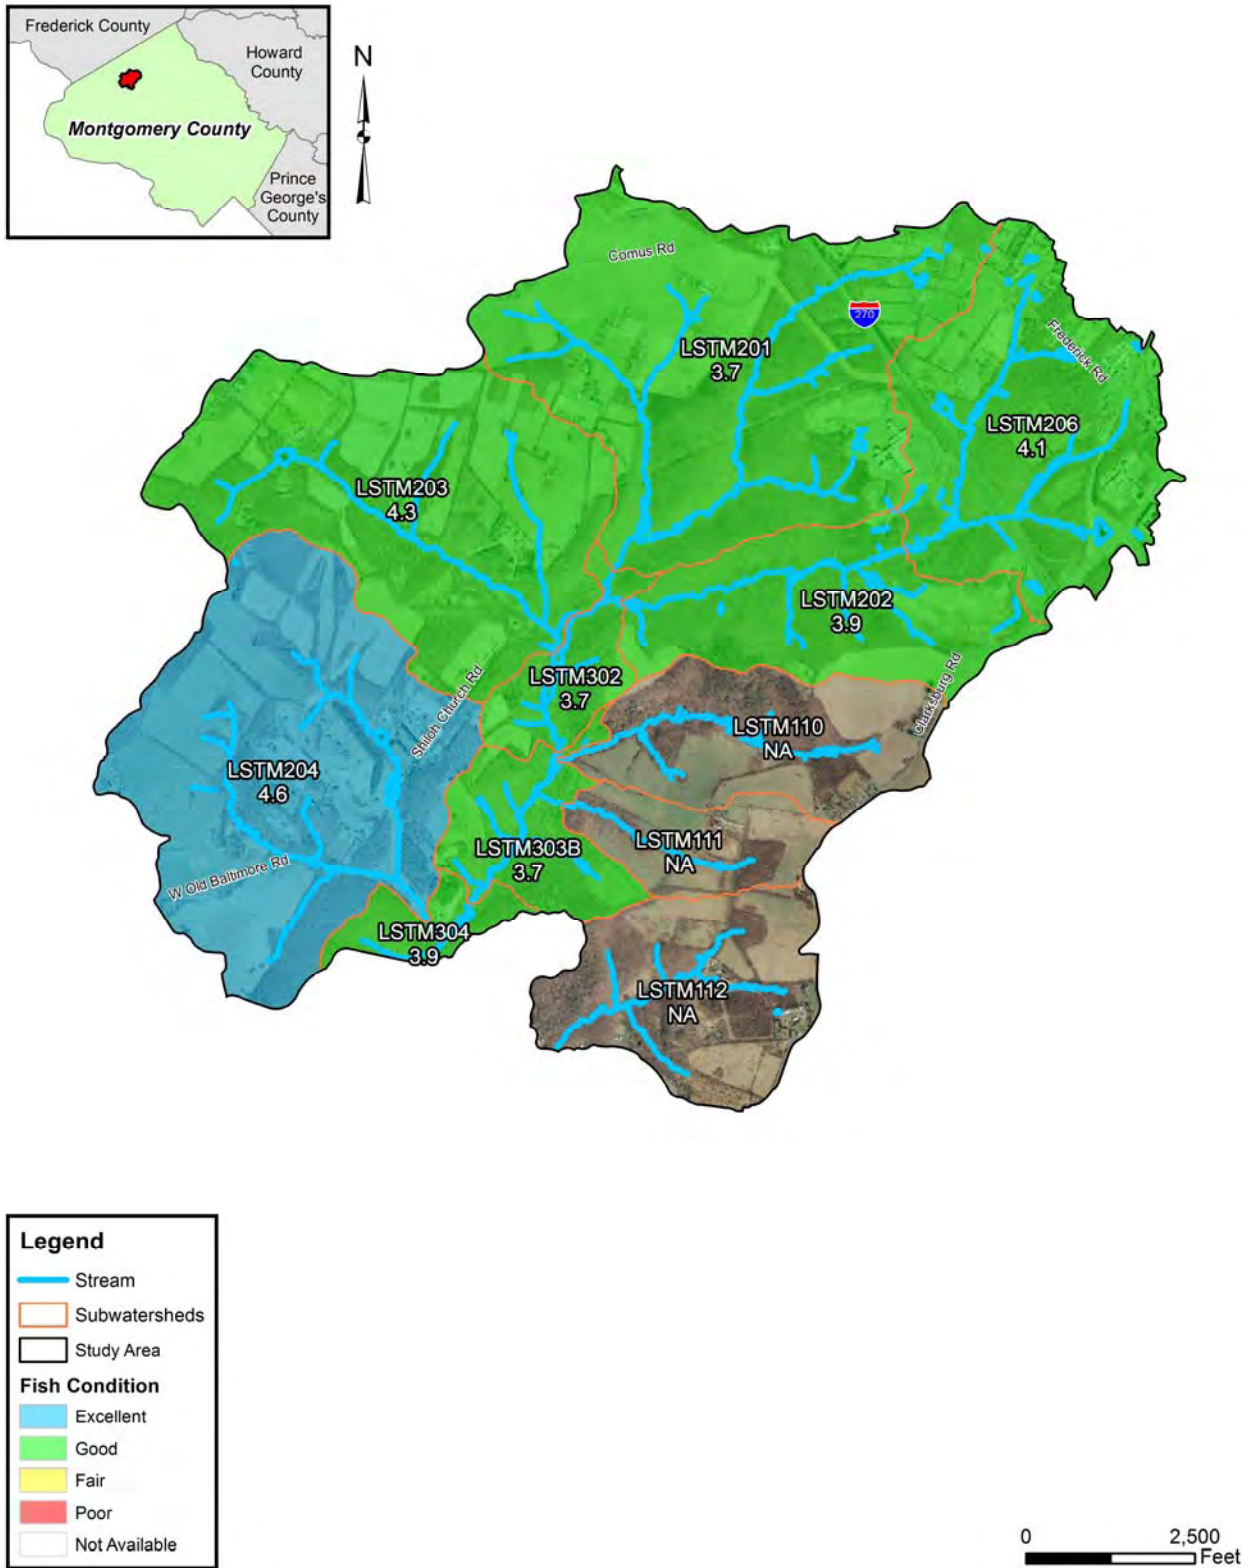 Frederick County
Howard
County
Montgomery County
Prince
George's
County
N
Comus Rd
270
Frederick Rd
LSTM201
3.7
LSTM206
4.1
LSTM203
4.3
LSTM202
3.9
LSTM302
3.7
Shiloh Church Rd
Clarksburg Rd
LSTM110
NA
LSTM204
4.6
LSTM111
NA
LSTM303B
3.7
W Old Baltimore Rd
LSTM304
3.9
LSTM112
NA
Legend
Stream
Subwatersheds
Study Area
Fish Condition
Excellent
Good
Fair
Poor
Not Available
0 2,500
Feet